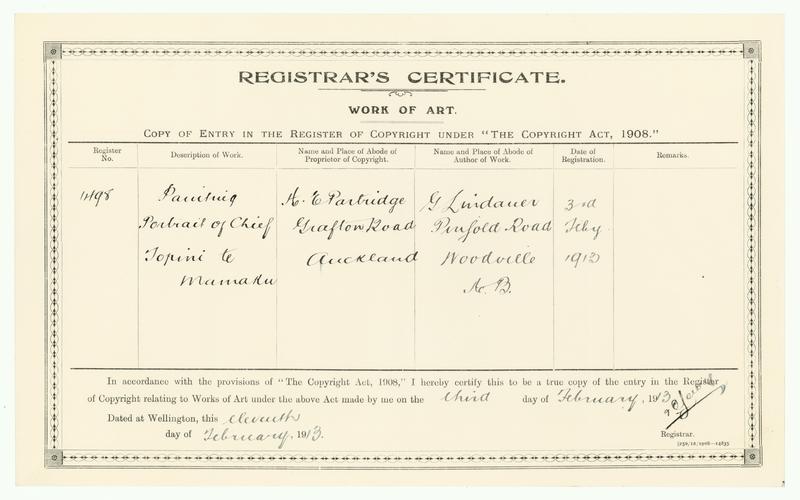 REGISTRAR'S CERTIFICATE.
WORK OF ART.
COPY OF ENTRY IN THE REGISTER OF COPYRIGHT UNDER "THE COPYRIGHT ACT, 1908."
Register No.
Description of Work.
Name and Place of Abode of Proprietor of Copyright.
Name and Place of Abode of Author of Work.
Date of Registration.
Remarks.
1498 Painting A. E Partridge G Lindauer 3rd
Portrait of Chief Grafton Road Pinfold Road Feby
Topini te Auckland Woodville 1913
Mamaku
In accordance with the provisions of "The Copyright Act, 1908," I hereby certify this to be a true copy of the entry in the Register
of Copyright relating to Works of Art under the above Act made by me on the third day of February, 1913.
Dated at Wellington, this eleventh
day of February, 1913.
Registrar.